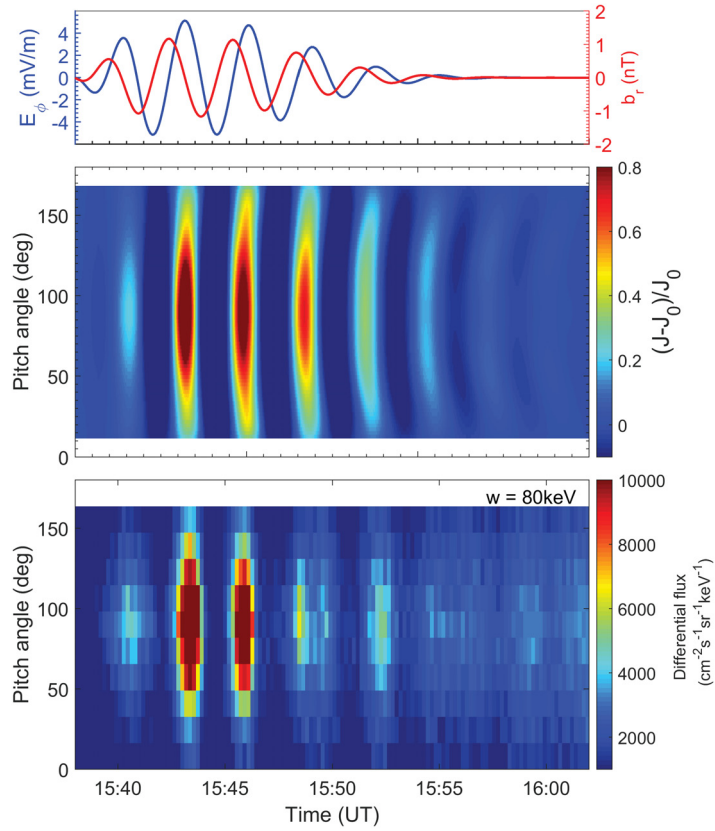 4
2
0
-2
-4
E_ϕ (mV/m)
2
1
0
-1
-2
b_r (nT)
150
100
50
0
Pitch angle (deg)
0.8
0.6
0.4
0.2
0
(J-J_0)/J_0
w = 80keV
150
100
50
0
Pitch angle (deg)
10000
8000
6000
4000
2000
Differential flux
(cm⁻²s⁻¹sr⁻¹keV⁻¹)
15:40 15:45 15:50 15:55 16:00
Time (UT)